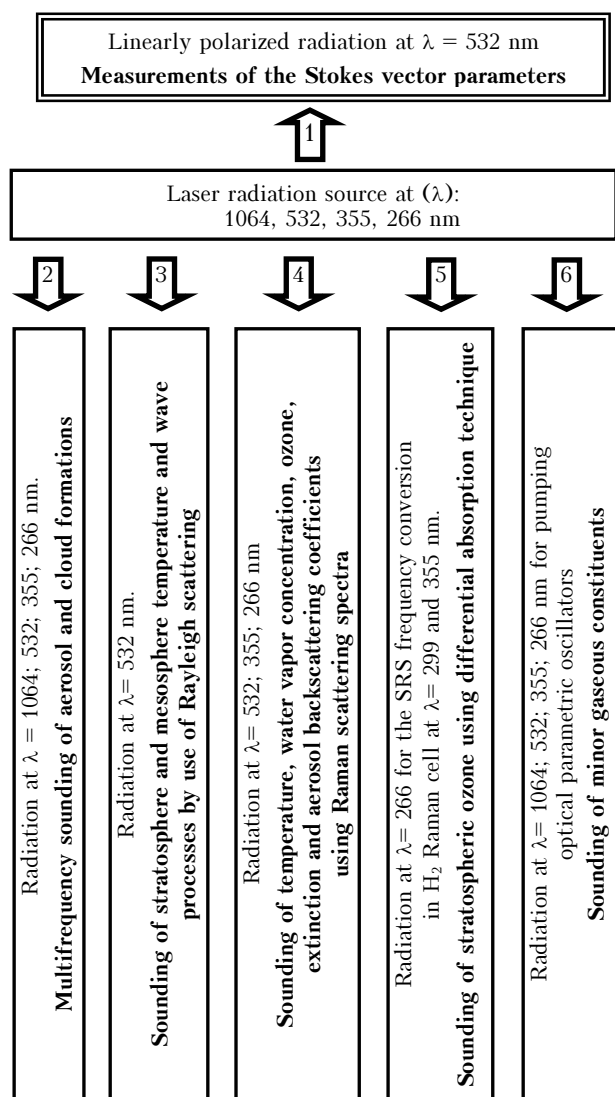 Linearly polarized radiation at λ = 532 nm
Measurements of the Stokes vector parameters
1
Laser radiation source at (λ):
1064, 532, 355, 266 nm
2
3
4
5
6
Radiation at λ = 1064; 532; 355; 266 nm.
Multifrequency sounding of aerosol and cloud formations
Radiation at λ= 532 nm.
Sounding of stratosphere and mesosphere temperature and wave
processes by use of Rayleigh scattering
Radiation at λ= 532; 355; 266 nm
Sounding of temperature, water vapor concentration, ozone,
extinction and aerosol backscattering coefficients
using Raman scattering spectra
Radiation at λ= 266 for the SRS frequency conversion
in H₂ Raman cell at λ= 299 and 355 nm.
Sounding of stratospheric ozone using differential absorption technique
Radiation at λ= 1064; 532; 355; 266 nm for pumping
optical parametric oscillators
Sounding of minor gaseous constituents